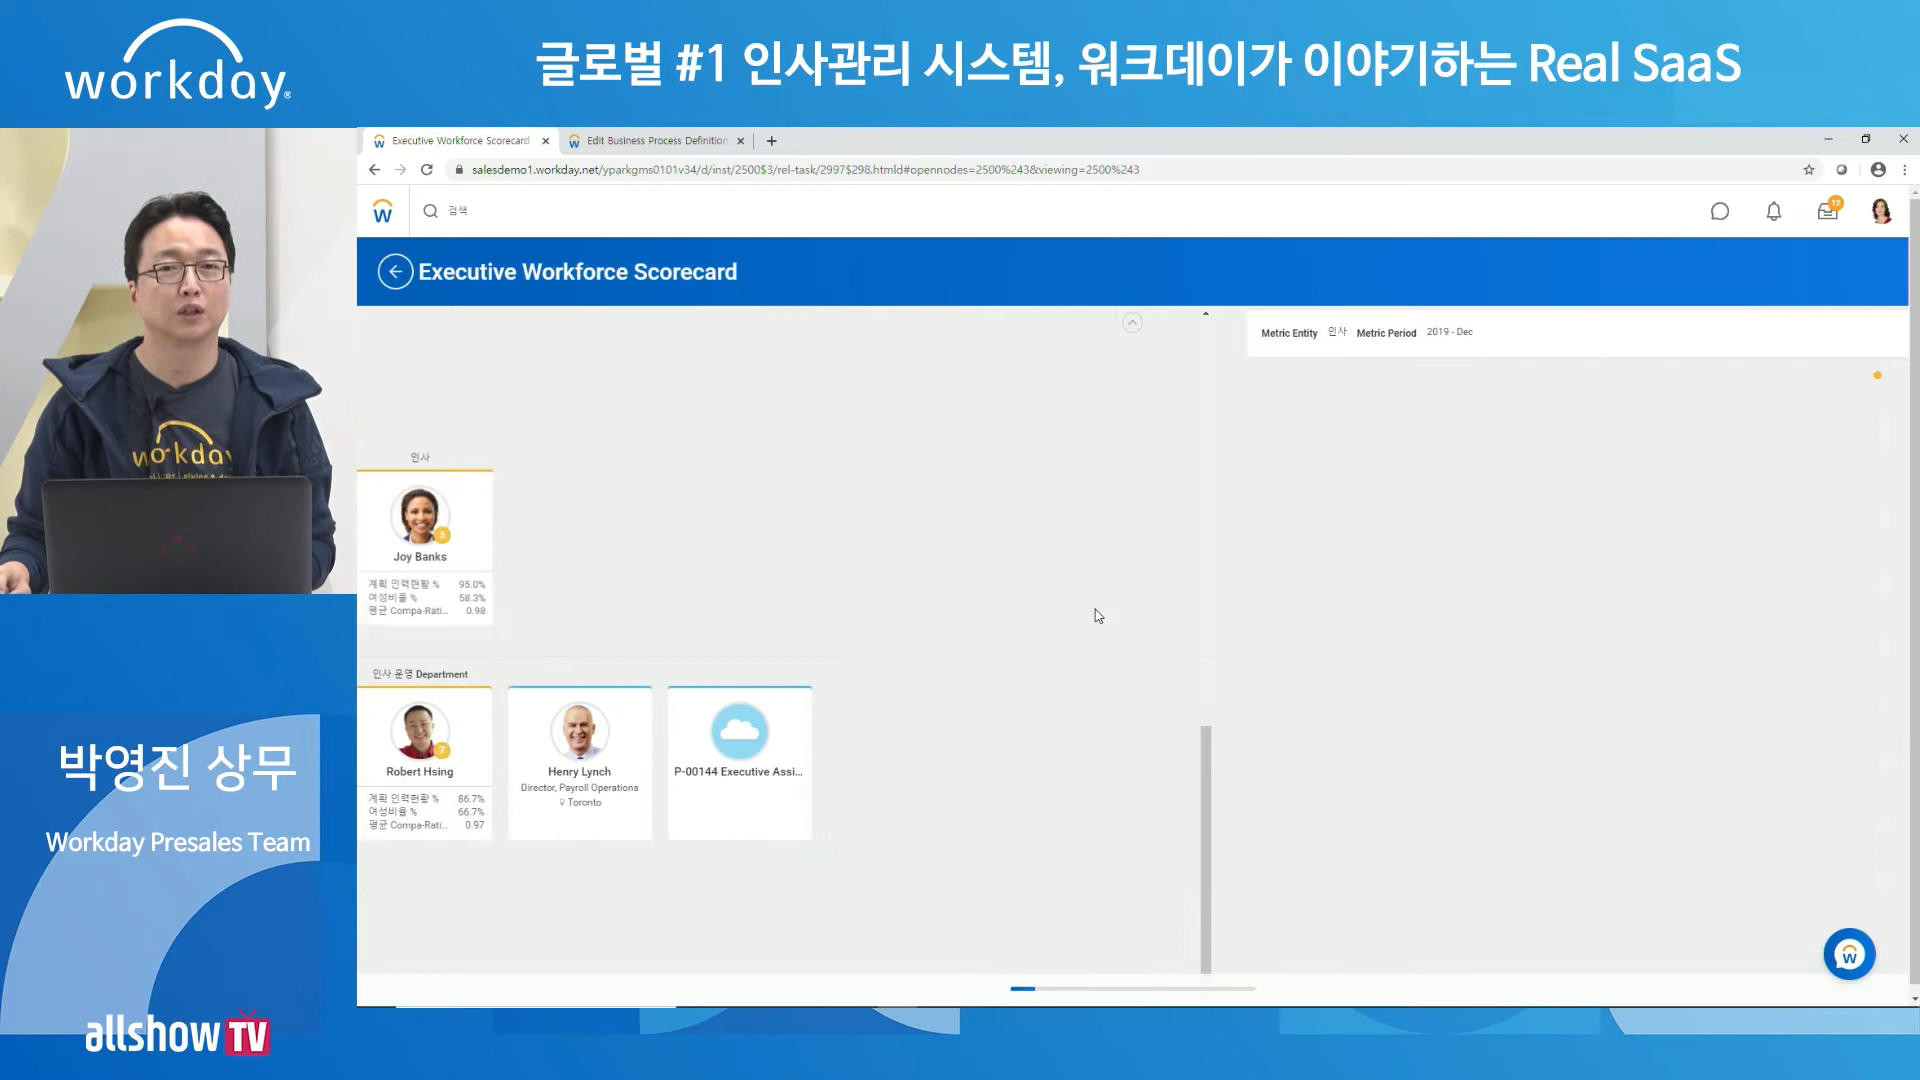 workday®
글로벌 #1 인사관리 시스템, 워크데이가 이야기하는 Real SaaS
Executive Workforce Scorecard
Edit Business Process Definition
salesdemo1.workday.net/yparkgms0101v34/d/inst/2500$3/rel-task/2997$298.htmld#opennodes=2500%243&viewing=2500%243
w
검색
12
Executive Workforce Scorecard
Metric Entity 인사 Metric Period 2019 - Dec
인사
5
Joy Banks
계획 인력현황 % 95.0%
여성비율 % 58.3%
평균 Compa-Rati... 0.98
인사 운영 Department
7
Robert Hsing
계획 인력현황 % 86.7%
여성비율 % 66.7%
평균 Compa-Rati... 0.97
Henry Lynch
Director, Payroll Operations
Toronto
P-00144 Executive Assi...
w
workday
박영진 상무
Workday Presales Team
allshow TV